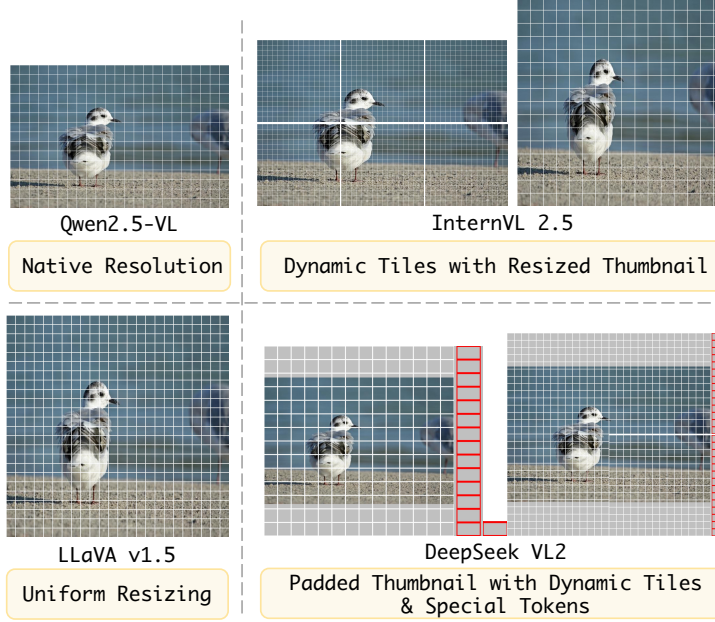 Qwen2.5-VL
Native Resolution
InternVL 2.5
Dynamic Tiles with Resized Thumbnail
LLaVA v1.5
Uniform Resizing
DeepSeek VL2
Padded Thumbnail with Dynamic Tiles
& Special Tokens